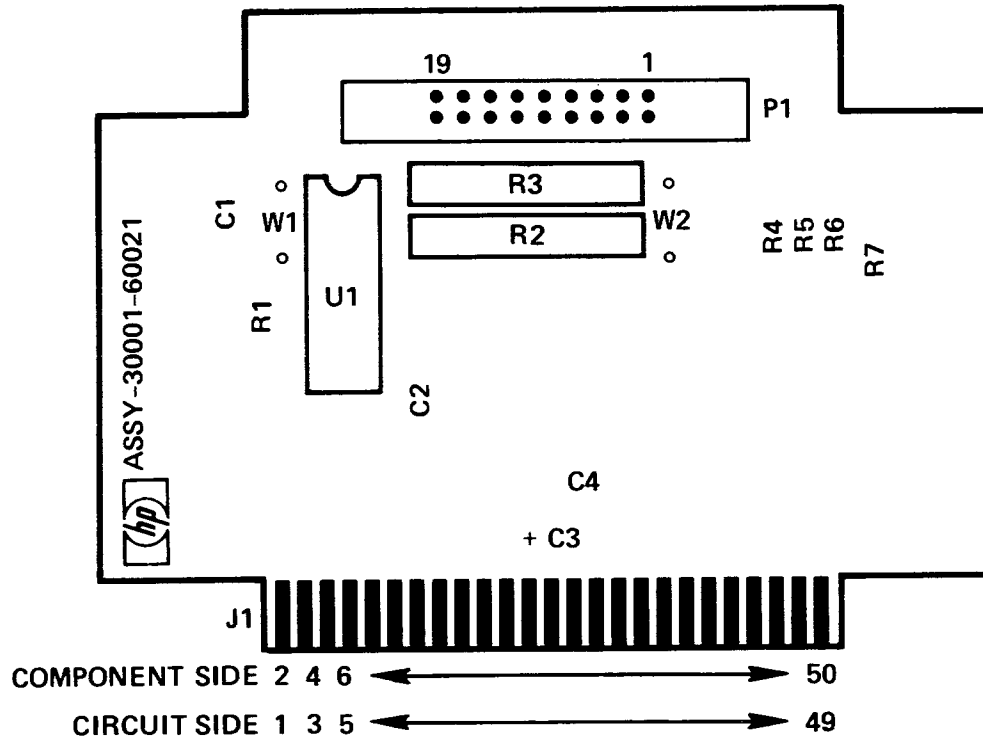 19 1
P1
R3
C1 W1 R2 W2
R4 R5 R6 R7
ASSY-30001-60021
R1 U1
C2
C4
hp
+ C3
J1
COMPONENT SIDE 2 4 6 50
CIRCUIT SIDE 1 3 5 49